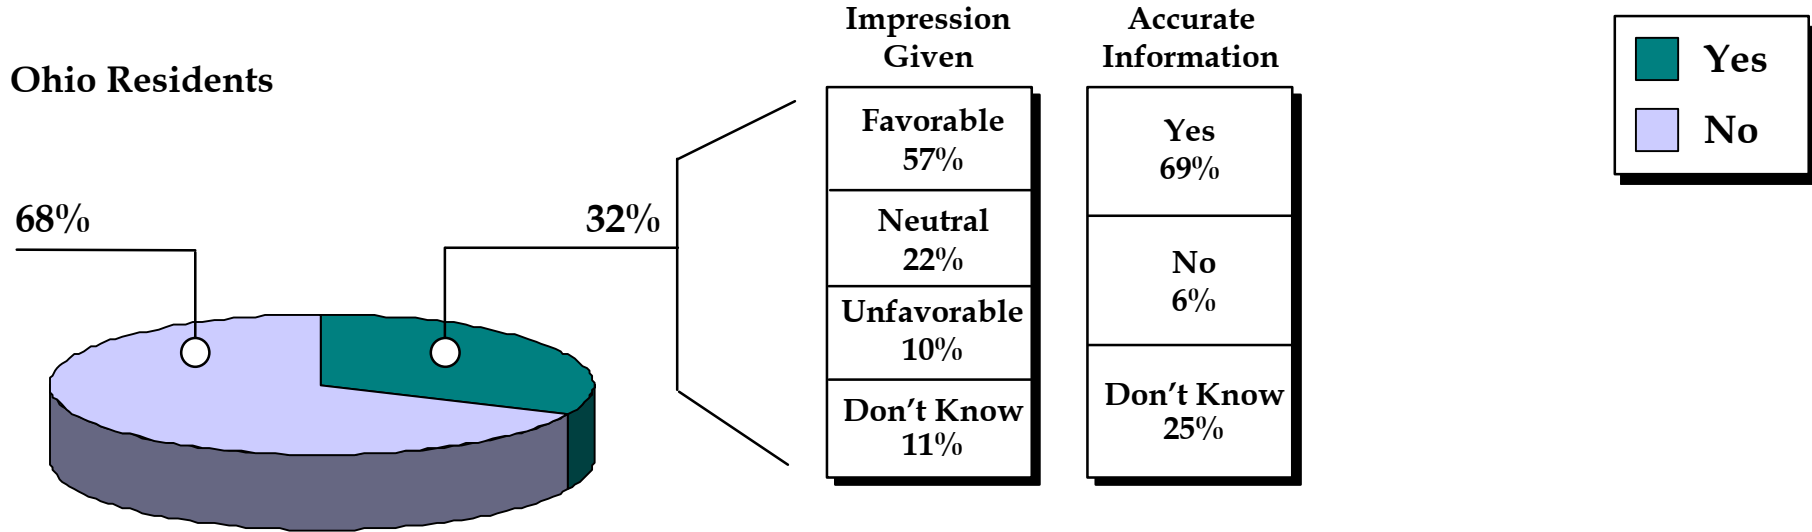 Ohio Residents
68%
32%
Impression
Given
Favorable
57%
Neutral
22%
Unfavorable
10%
Don’t Know
11%
Accurate
Information
Yes
69%
No
6%
Don’t Know
25%
Yes
No